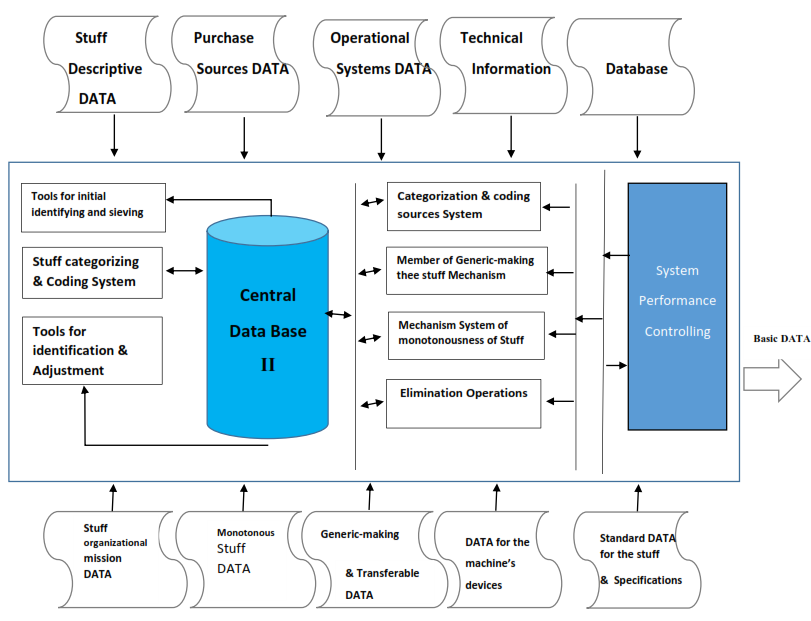 Stuff
Descriptive
DATA
Purchase
Sources DATA
Operational
Systems DATA
Technical
Information
Database
Tools for initial
identifying and sieving
Stuff categorizing
& Coding System
Tools for
identification &
Adjustment
Central
Data Base
II
Categorization & coding
sources System
Member of Generic-making
thee stuff Mechanism
Mechanism System of
monotonousness of Stuff
Elimination Operations
System
Performance
Controlling
Basic DATA
Stuff
organizational
mission
DATA
Monotonous
Stuff
DATA
Generic-making
& Transferable
DATA
DATA for the
machine's
devices
Standard DATA
for the stuff
& Specifications